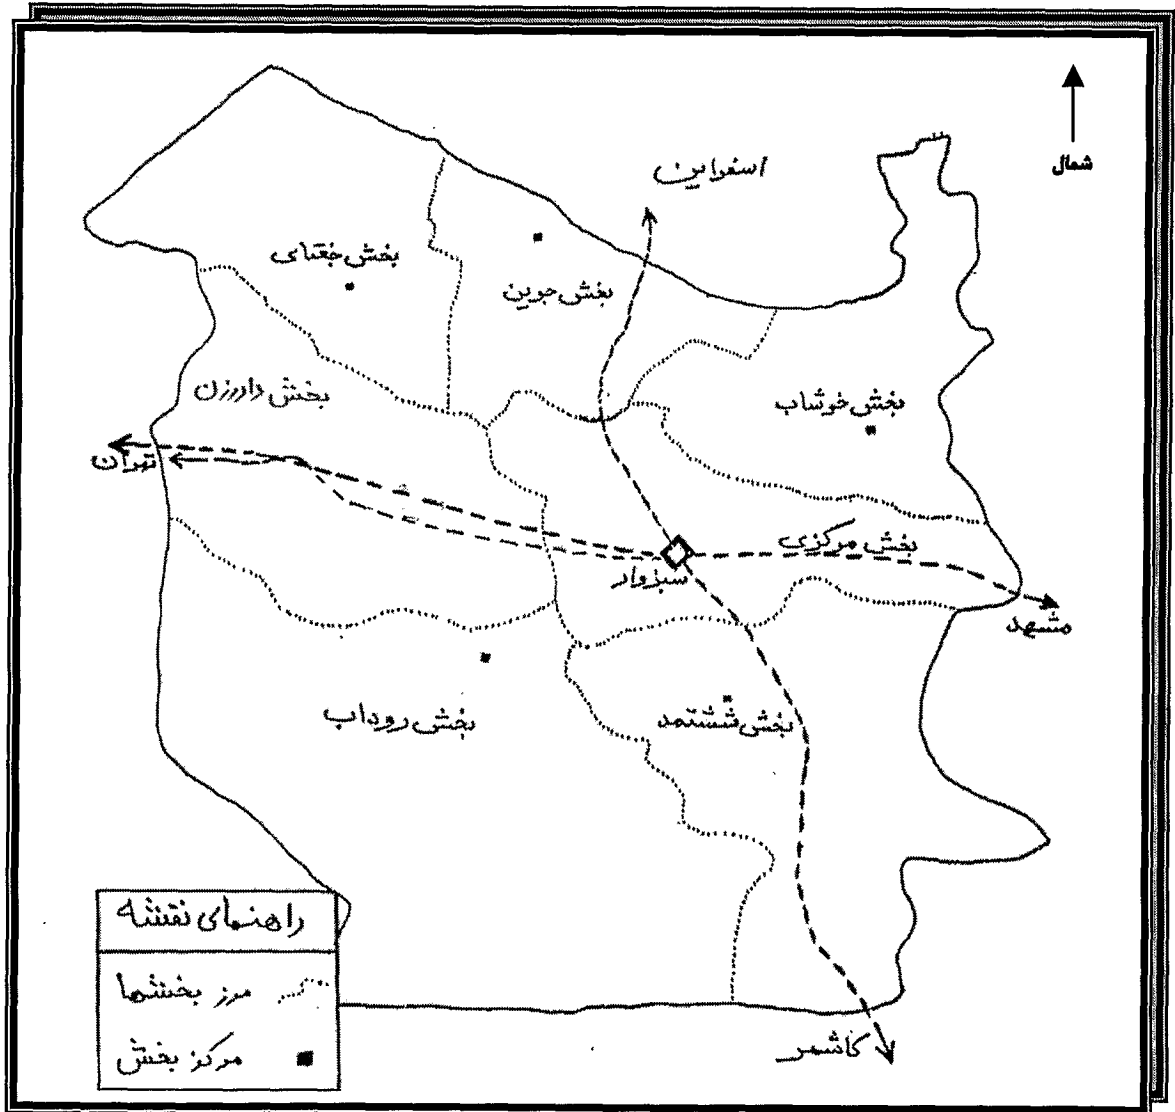 شمال
اسفراین
بخش جغتای
بخش جوین
بخش داورزن
بخش خوشاب
تهران
بخش مرکزی
سبزوار
مشهد
بخش روداب
بخش ششتمد
راهنمای نقشه
مرز بخشها
مرکز بخش
کاشمر